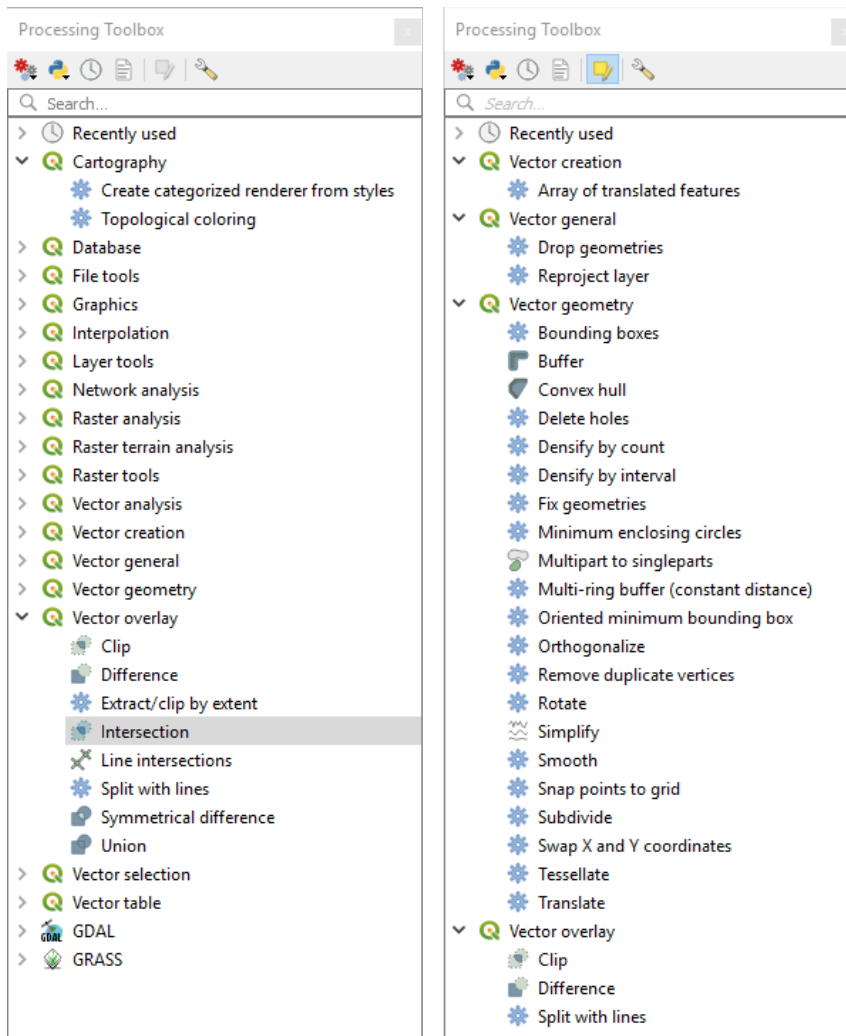 Processing Toolbox
Search...
Recently used
Cartography
Create categorized renderer from styles
Topological coloring
Database
File tools
Graphics
Interpolation
Layer tools
Network analysis
Raster analysis
Raster terrain analysis
Raster tools
Vector analysis
Vector creation
Vector general
Vector geometry
Vector overlay
Clip
Difference
Extract/clip by extent
Intersection
Line intersections
Split with lines
Symmetrical difference
Union
Vector selection
Vector table
GDAL
GRASS
Processing Toolbox
Search...
Recently used
Vector creation
Array of translated features
Vector general
Drop geometries
Reproject layer
Vector geometry
Bounding boxes
Buffer
Convex hull
Delete holes
Densify by count
Densify by interval
Fix geometries
Minimum enclosing circles
Multipart to singleparts
Multi-ring buffer (constant distance)
Oriented minimum bounding box
Orthogonalize
Remove duplicate vertices
Rotate
Simplify
Smooth
Snap points to grid
Subdivide
Swap X and Y coordinates
Tessellate
Translate
Vector overlay
Clip
Difference
Split with lines